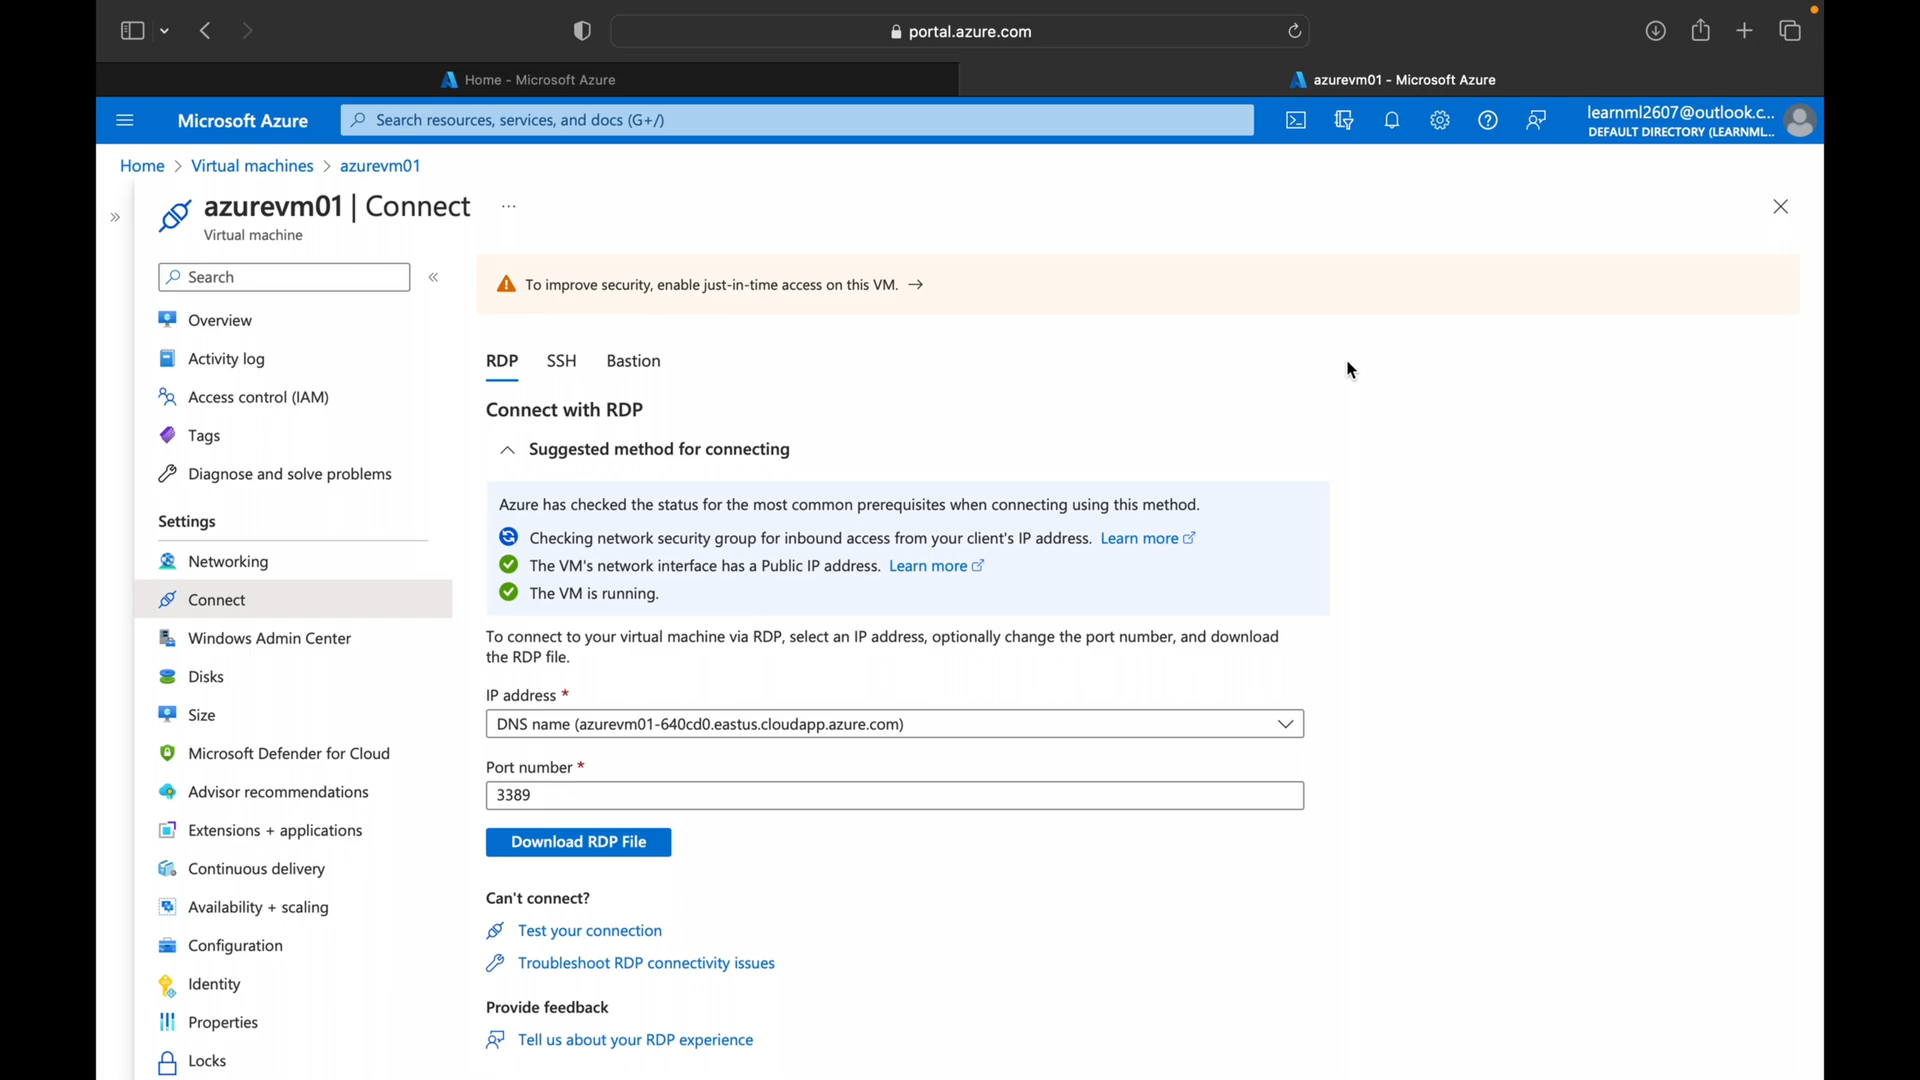 portal.azure.com
Home - Microsoft Azure
azurevm01 - Microsoft Azure
Microsoft Azure
Search resources, services, and docs (G+/)
learnml2607@outlook.c...
DEFAULT DIRECTORY (LEARNML...
Home > Virtual machines > azurevm01
azurevm01 | Connect ...
Virtual machine
Search
Overview
Activity log
Access control (IAM)
Tags
Diagnose and solve problems
Settings
Networking
Connect
Windows Admin Center
Disks
Size
Microsoft Defender for Cloud
Advisor recommendations
Extensions + applications
Continuous delivery
Availability + scaling
Configuration
Identity
Properties
Locks
To improve security, enable just-in-time access on this VM. →
RDP SSH Bastion
Connect with RDP
Suggested method for connecting
Azure has checked the status for the most common prerequisites when connecting using this method.
Checking network security group for inbound access from your client's IP address. Learn more
The VM's network interface has a Public IP address. Learn more
The VM is running.
To connect to your virtual machine via RDP, select an IP address, optionally change the port number, and download
the RDP file.
IP address *
DNS name (azurevm01-640cd0.eastus.cloudapp.azure.com)
Port number *
3389
Download RDP File
Can't connect?
Test your connection
Troubleshoot RDP connectivity issues
Provide feedback
Tell us about your RDP experience